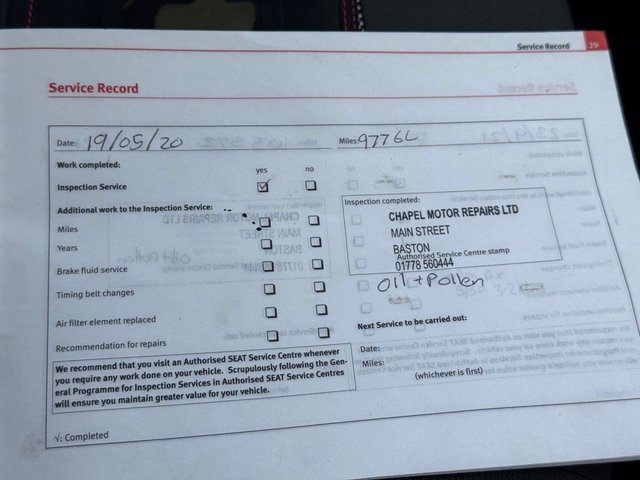 Service Record 29
Service Record
Date: 19/05/20 Miles: 97762
Work completed:
yes no
Inspection Service
Additional work to the Inspection Service:
Miles
Years
Brake fluid service
Timing belt changes
Air filter element replaced
Recommendation for repairs
Inspection completed:
CHAPEL MOTOR REPAIRS LTD
MAIN STREET
BASTON
Authorised Service Centre stamp
01778 560444
Oil + Pollen
Next Service to be carried out:
Date:
Miles:
(whichever is first)
We recommend that you visit an Authorised SEAT Service Centre whenever
you require any work done on your vehicle. Scrupulously following the Gen-
eral Programme for Inspection Services in Authorised SEAT Service Centres
will ensure you maintain greater value for your vehicle.
√: Completed